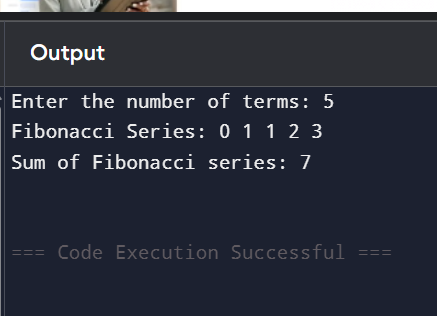 Output
Enter the number of terms: 5
Fibonacci Series: 0 1 1 2 3
Sum of Fibonacci series: 7
=== Code Execution Successful ===